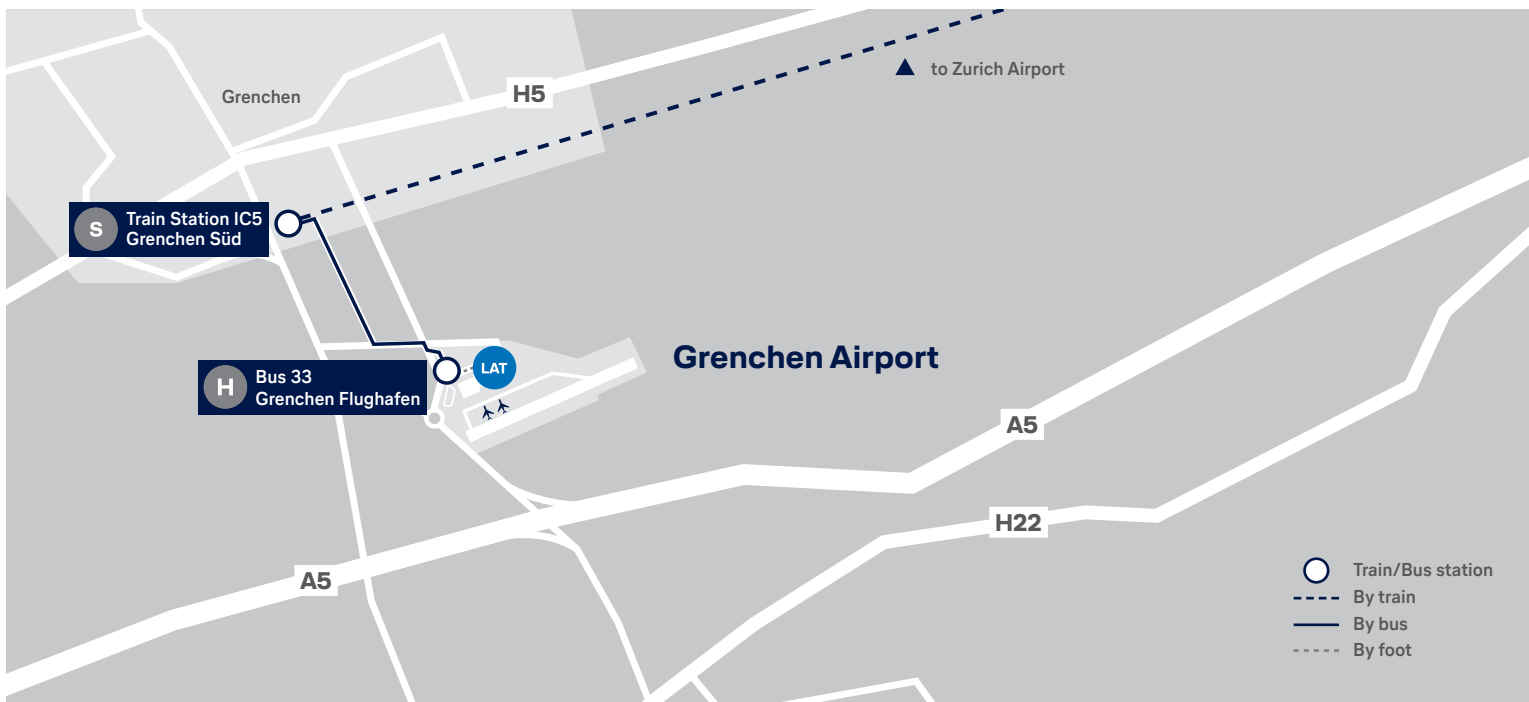 to Zurich Airport
Grenchen
H5
S
Train Station IC5
Grenchen Süd
Grenchen Airport
LAT
H
Bus 33
Grenchen Flughafen
A5
H22
A5
Train/Bus station
By train
By bus
By foot